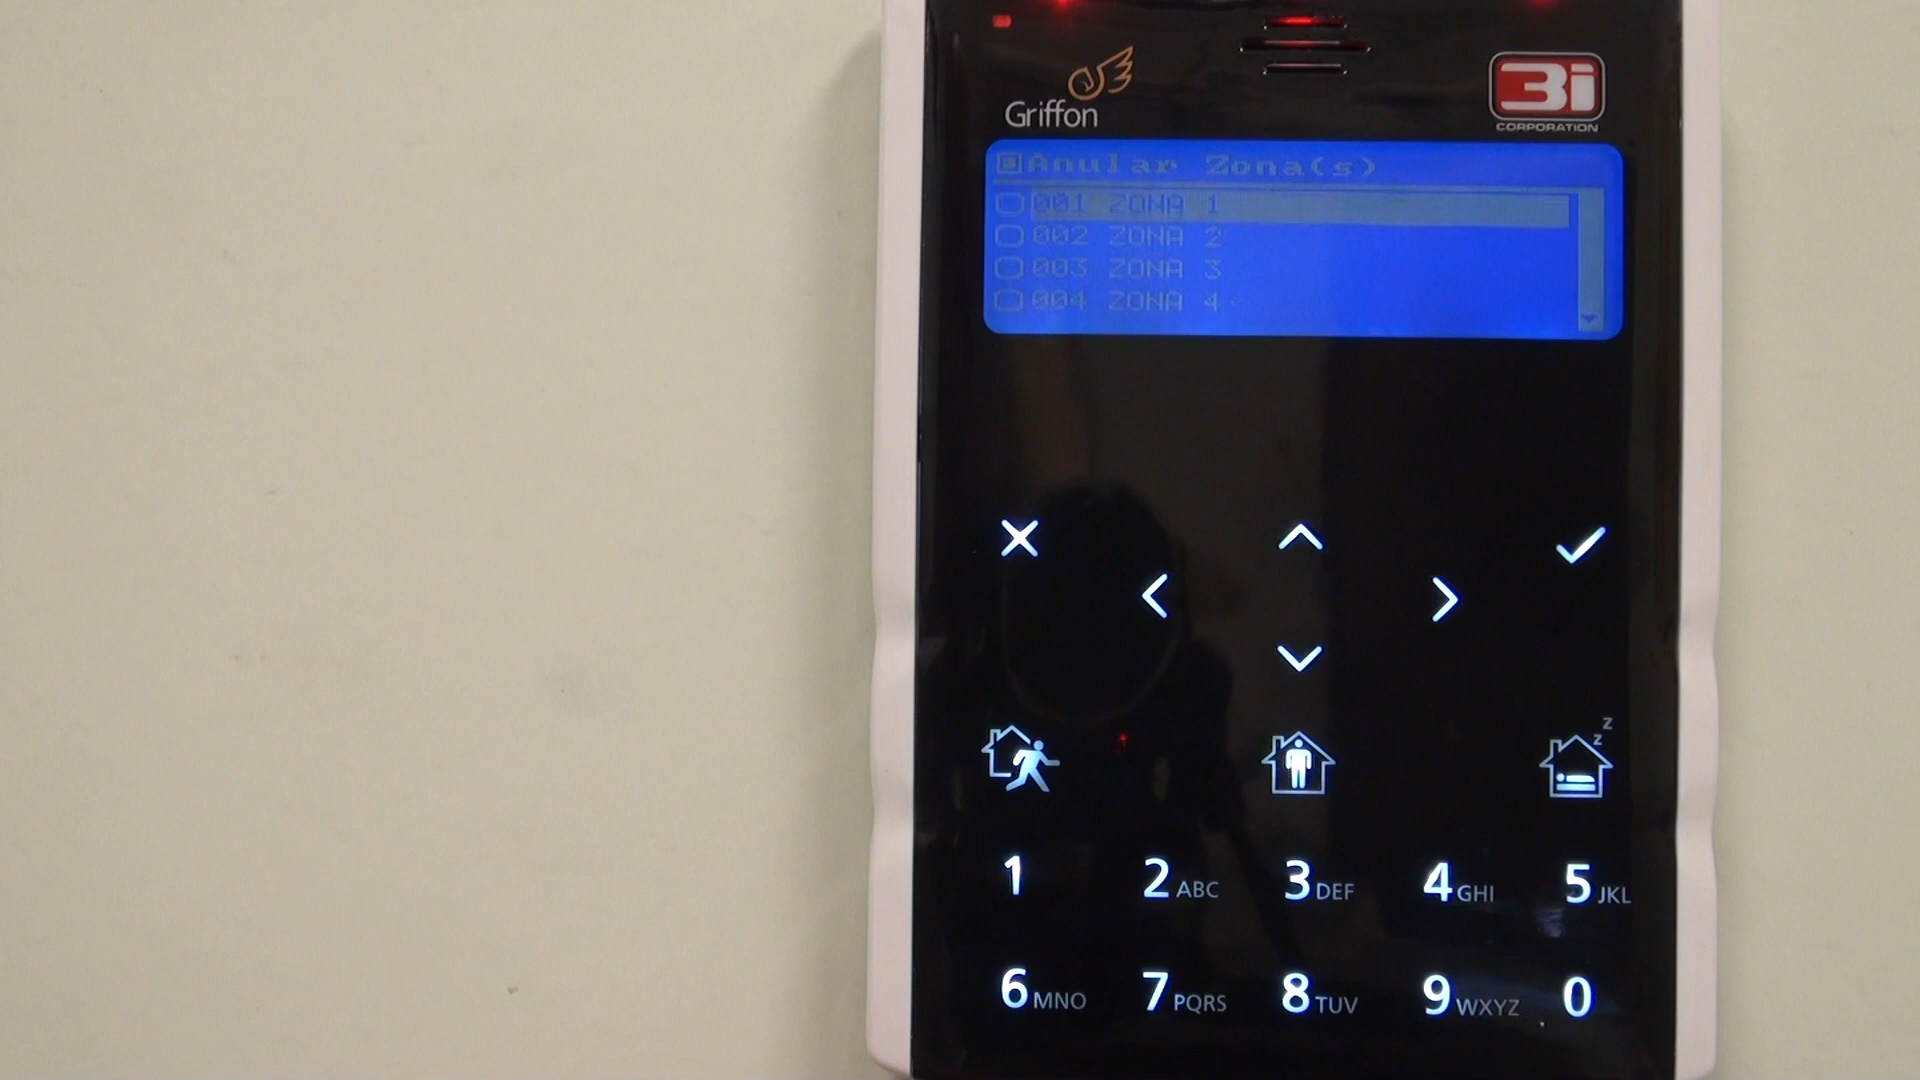 Griffon
3i
CORPORATION
Anular Zona(s)
001 ZONA 1
002 ZONA 2
003 ZONA 3
004 ZONA 4
z
z
1 2 ABC 3 DEF 4 GHI 5 JKL
6 MNO 7 PQRS 8 TUV 9 WXYZ 0